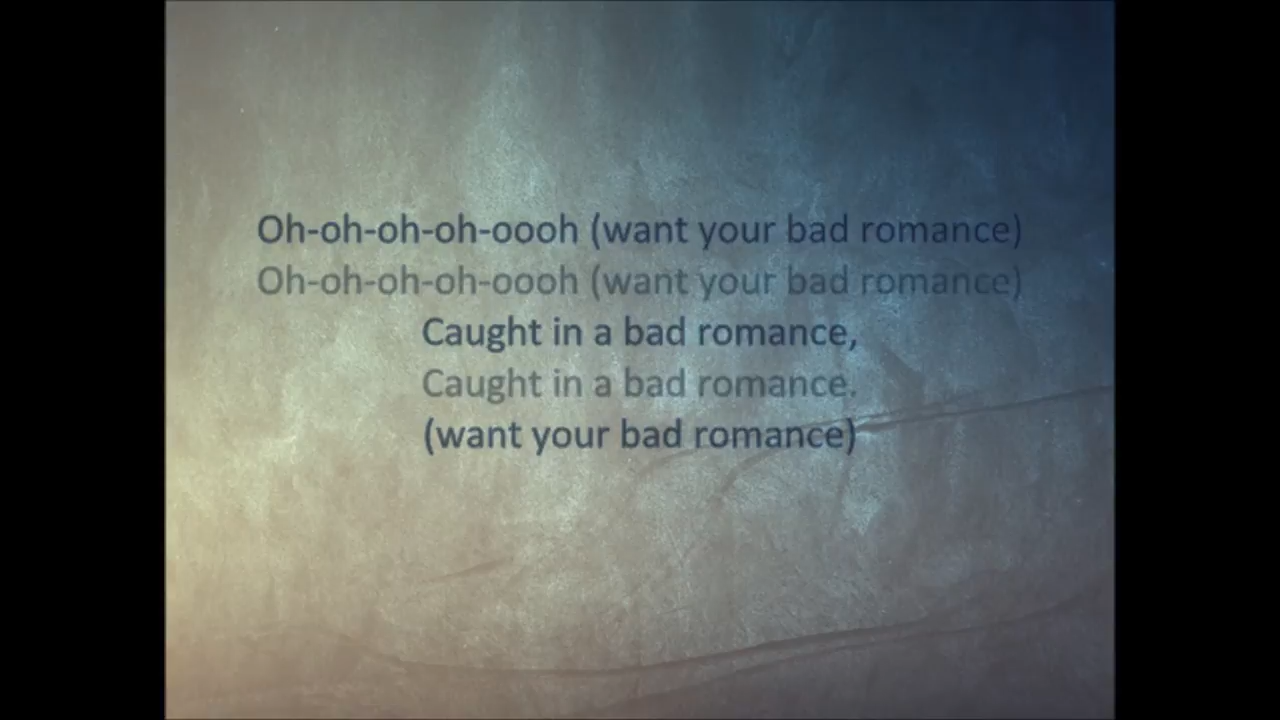 Oh-oh-oh-oh-oooh (want your bad romance)
Oh-oh-oh-oh-oooh (want your bad romance)
Caught in a bad romance,
Caught in a bad romance.
(want your bad romance)